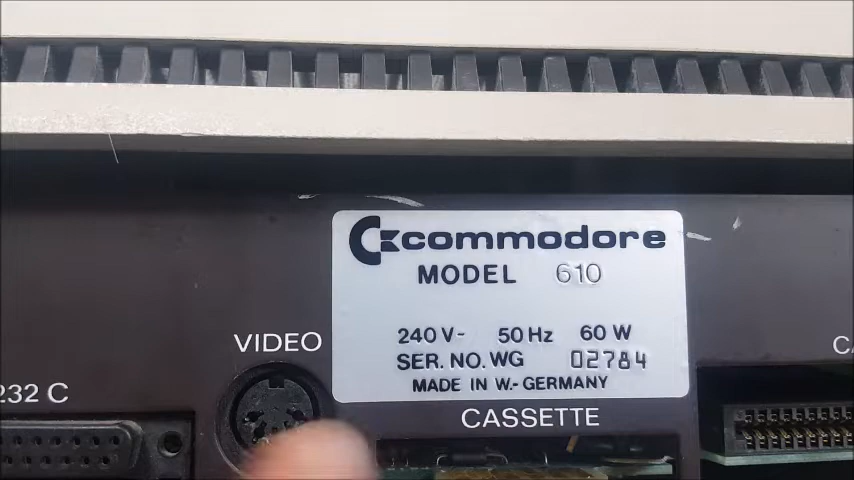 commodore
MODEL 610
240 V~ 50 Hz 60 W
SER. NO. WG 02784
MADE IN W.-GERMANY
VIDEO
232 C
CASSETTE